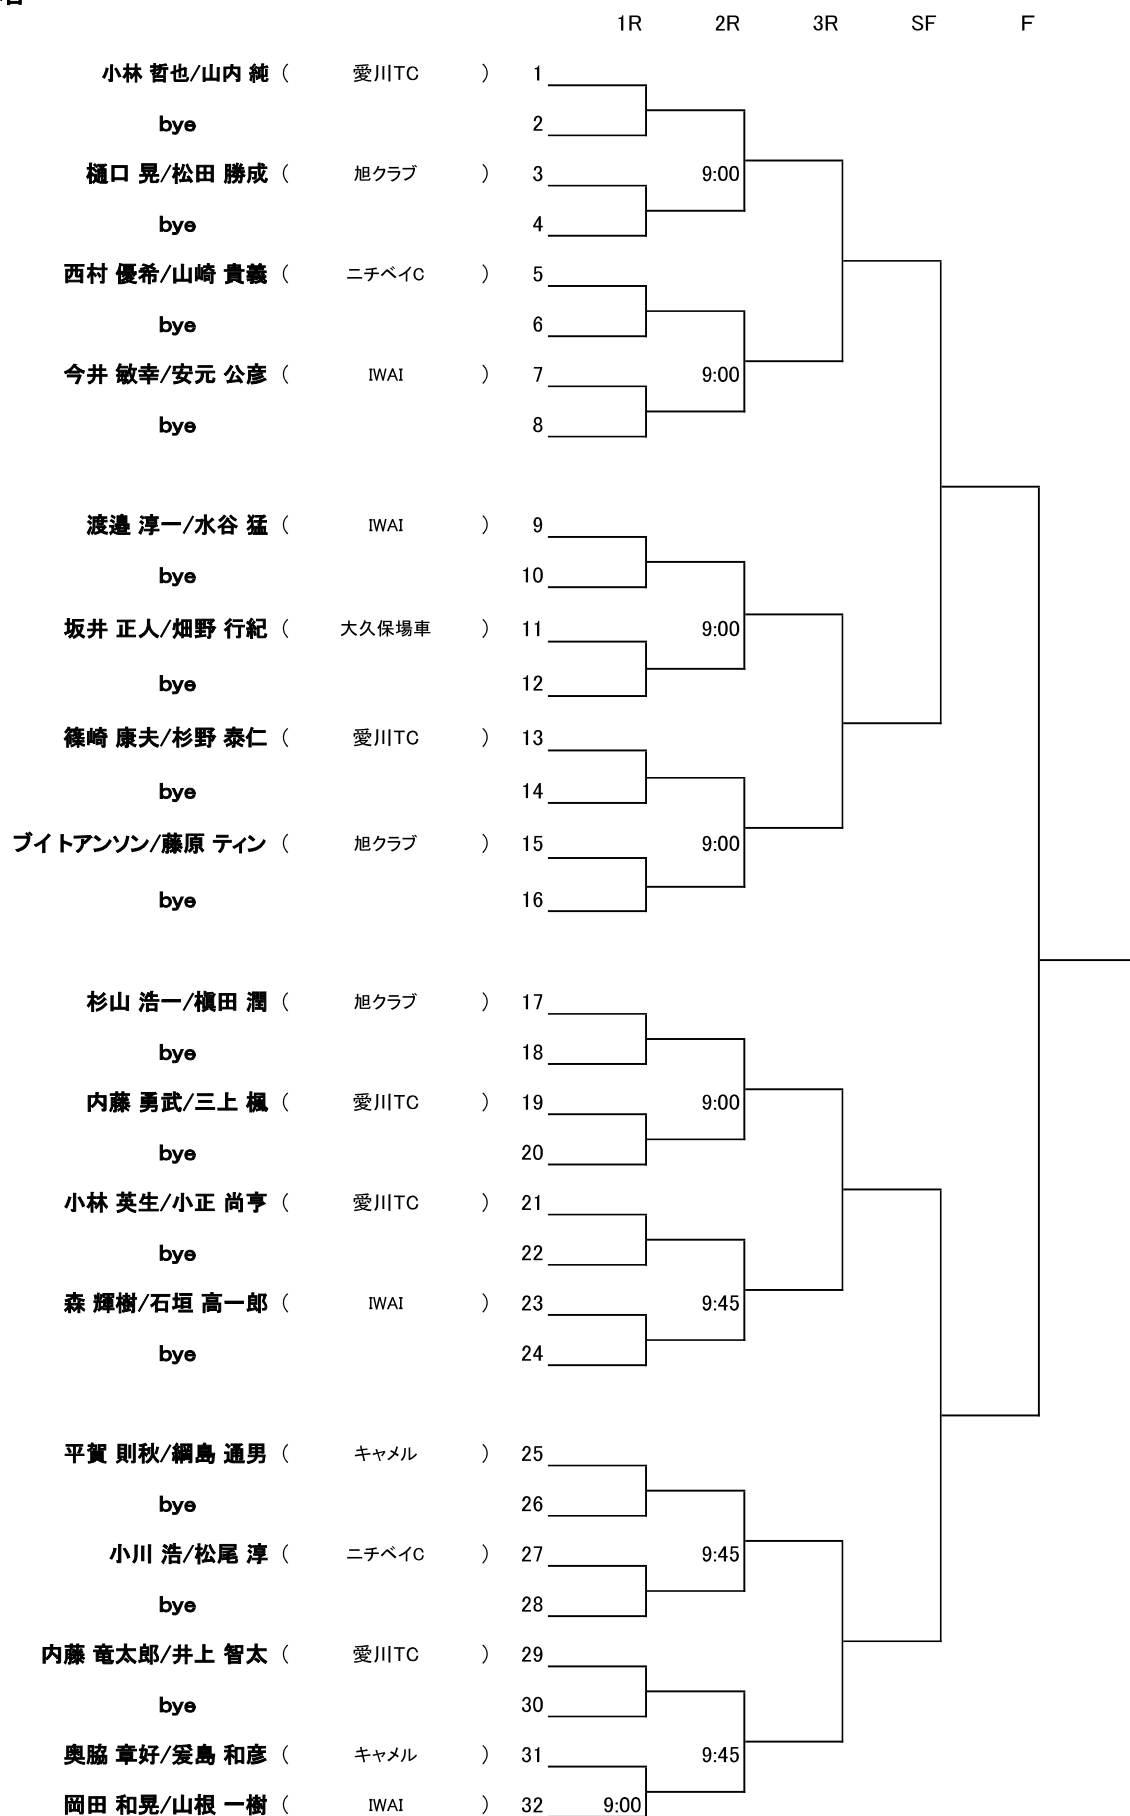 1R 2R 3R SF F
小林 哲也/山内 純 （ 愛川TC ） 1
bye 2
樋口 晃/松田 勝成 （ 旭クラブ ） 3 9:00
bye 4
西村 優希/山崎 貴義 （ ニチベイC ） 5
bye 6
今井 敏幸/安元 公彦 （ IWAI ） 7 9:00
bye 8
渡邉 淳一/水谷 猛 （ IWAI ） 9
bye 10
坂井 正人/畑野 行紀 （ 大久保場車 ） 11 9:00
bye 12
篠崎 康夫/杉野 泰仁 （ 愛川TC ） 13
bye 14
ブイトアンソン/藤原 ティン （ 旭クラブ ） 15 9:00
bye 16
杉山 浩一/槇田 潤 （ 旭クラブ ） 17
bye 18
内藤 勇武/三上 楓 （ 愛川TC ） 19 9:00
bye 20
小林 英生/小正 尚亨 （ 愛川TC ） 21
bye 22
森 輝樹/石垣 高一郎 （ IWAI ） 23 9:45
bye 24
平賀 則秋/綱島 通男 （ キャメル ） 25
bye 26
小川 浩/松尾 淳 （ ニチベイC ） 27 9:45
bye 28
内藤 竜太郎/井上 智太 （ 愛川TC ） 29
bye 30
奥脇 章好/爰島 和彦 （ キャメル ） 31 9:45
岡田 和晃/山根 一樹 （ IWAI ） 32 9:00